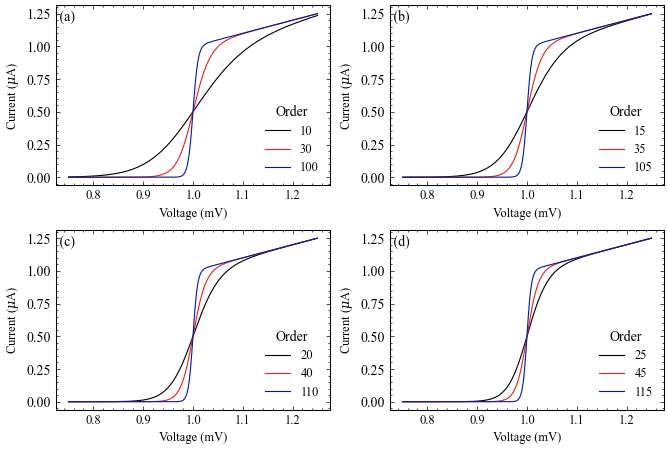 (a)
Current (µA)
1.25
1.00
0.75
0.50
0.25
0.00
Order
10
30
100
0.8 0.9 1.0 1.1 1.2
Voltage (mV)
(b)
Current (µA)
1.25
1.00
0.75
0.50
0.25
0.00
Order
15
35
105
0.8 0.9 1.0 1.1 1.2
Voltage (mV)
(c)
Current (µA)
1.25
1.00
0.75
0.50
0.25
0.00
Order
20
40
110
0.8 0.9 1.0 1.1 1.2
Voltage (mV)
(d)
Current (µA)
1.25
1.00
0.75
0.50
0.25
0.00
Order
25
45
115
0.8 0.9 1.0 1.1 1.2
Voltage (mV)